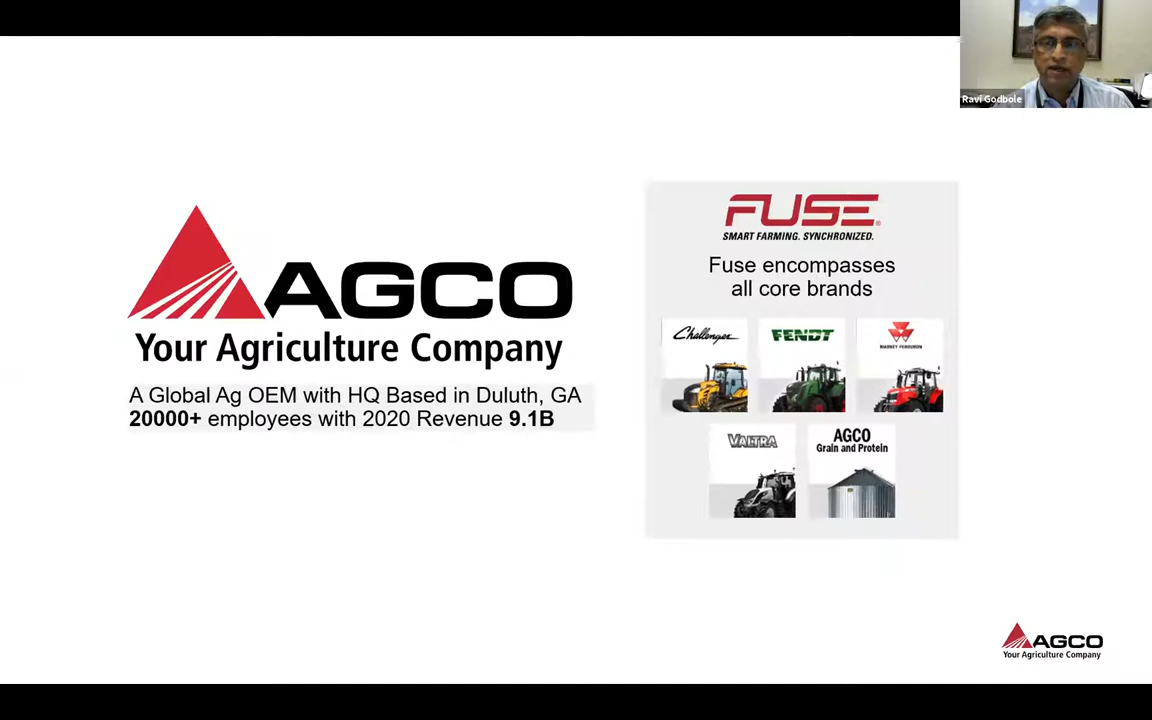 Ravi Godbole
AGCO
Your Agriculture Company
A Global Ag OEM with HQ Based in Duluth, GA
20000+ employees with 2020 Revenue 9.1B
FUSE®
SMART FARMING. SYNCHRONIZED.
Fuse encompasses
all core brands
Challenger
FENDT
MASSEY FERGUSON
VALTRA
AGCO
Grain and Protein
AGCO
Your Agriculture Company